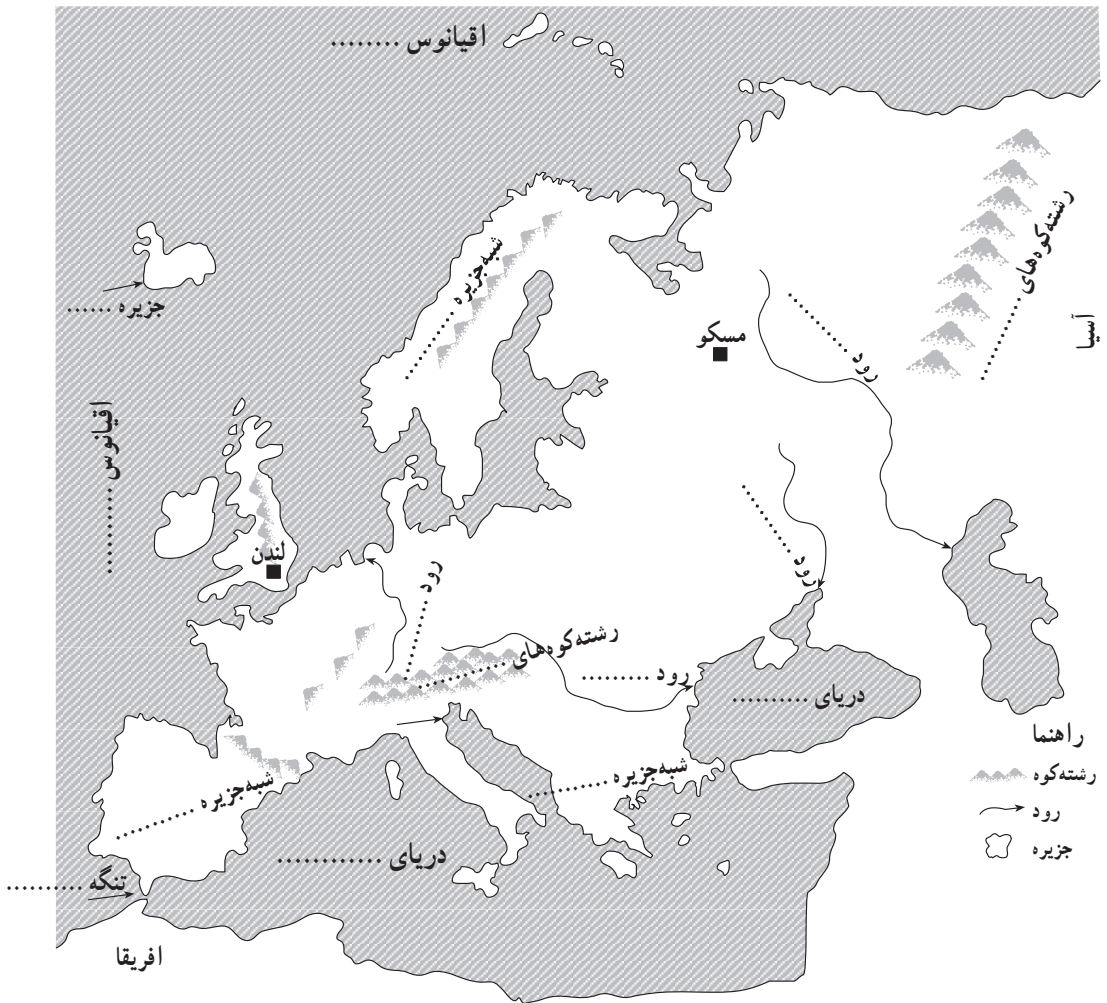 اقیانوس ........
جزیره ......
شبه‌جزیره ..........
رشته‌کوه‌های ..........
آسیا
مسکو
رود ..........
اقیانوس ............
لندن
رود ..........
رود ..........
رشته‌کوه‌های ............
رود ..........
دریای ..........
شبه‌جزیره ..........
شبه‌جزیره ..........
دریای ............
تنگه ..........
افریقا
راهنما
رشته‌کوه
رود
جزیره